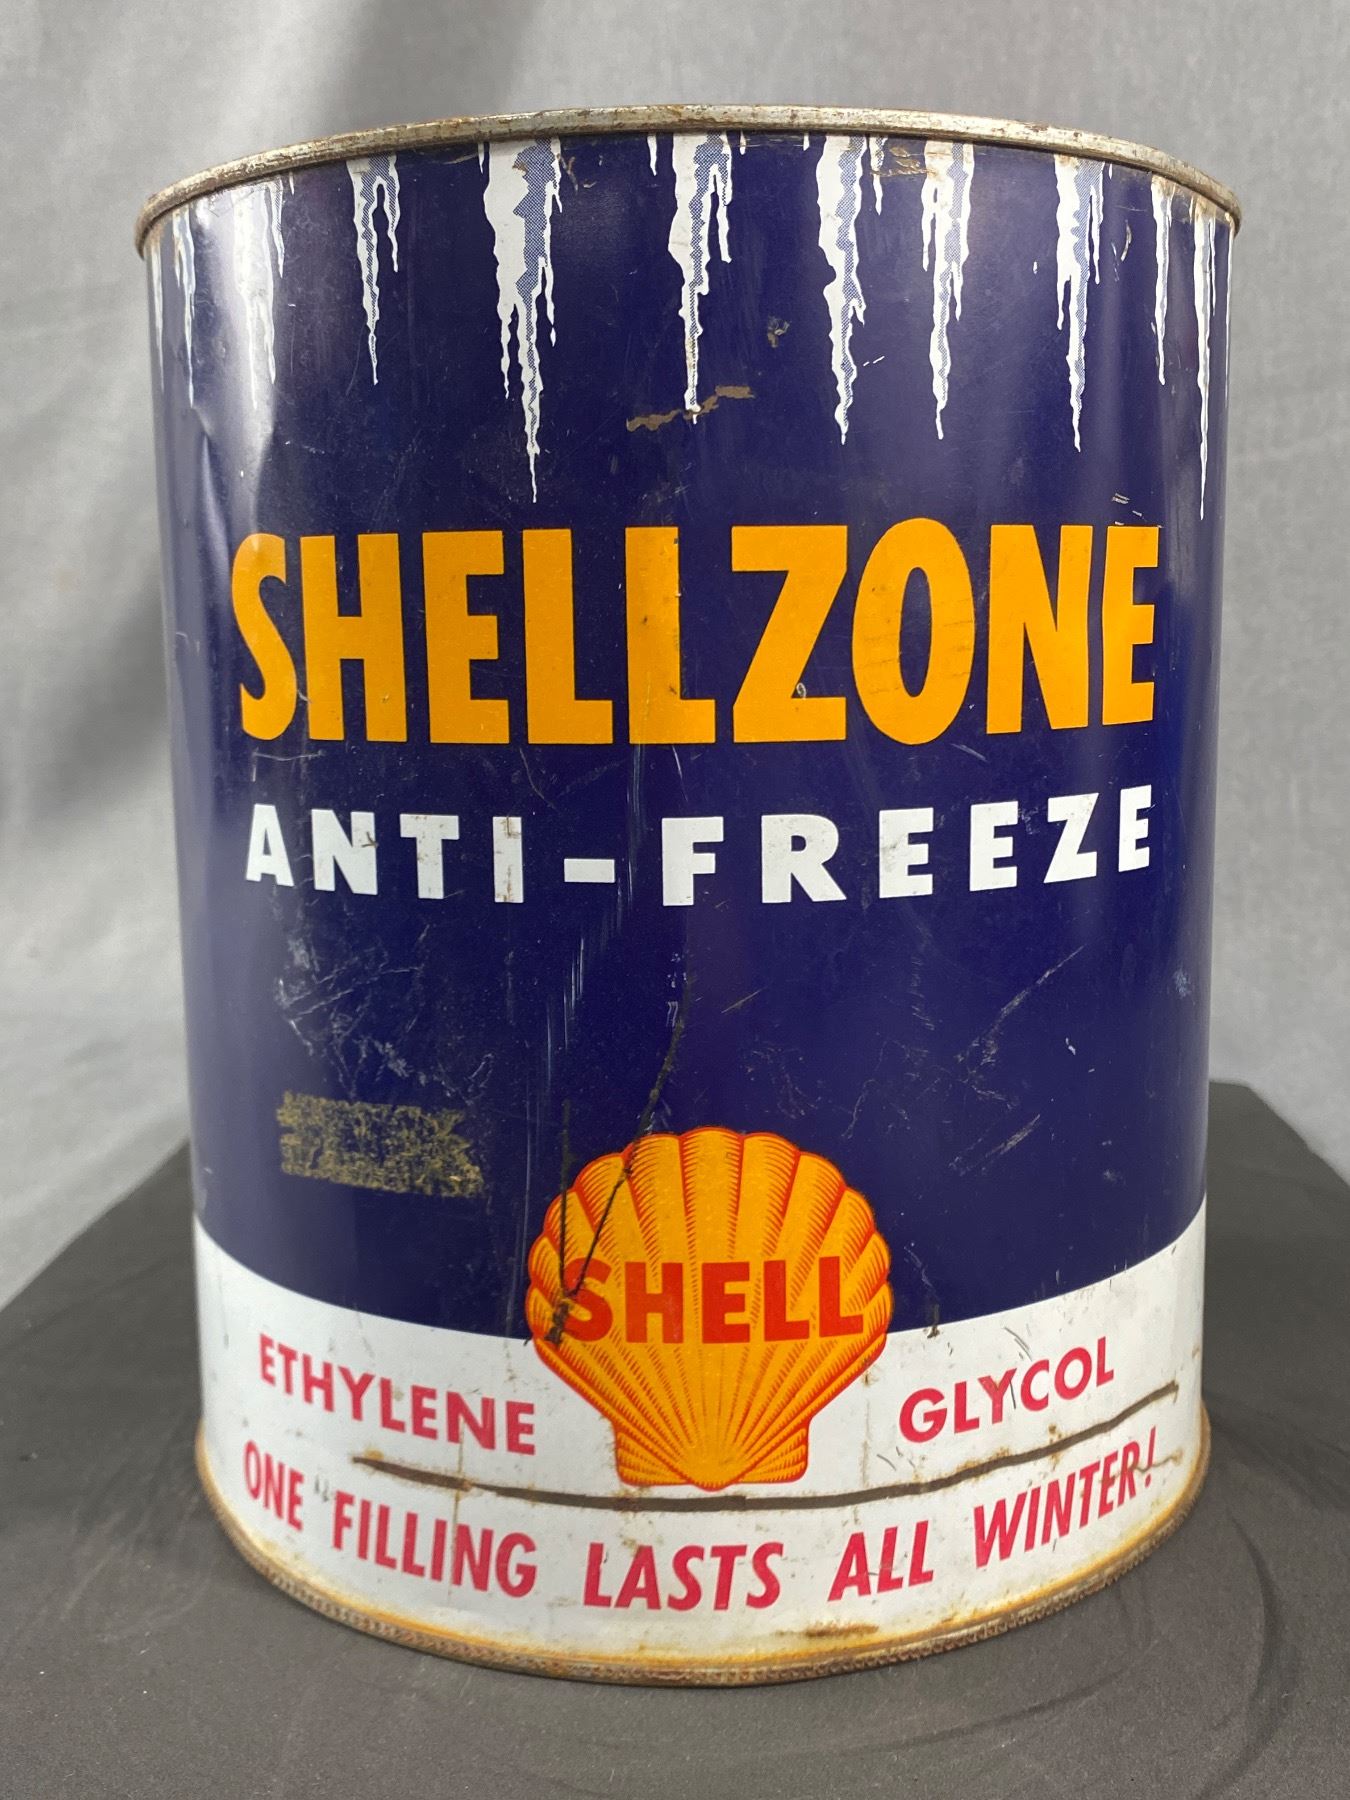 SHELLZONE
ANTI-FREEZE
SHELL
ETHYLENE GLYCOL
ONE FILLING LASTS ALL WINTER!